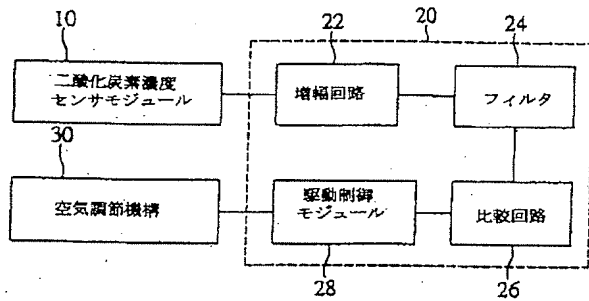 10
22
20
24
二酸化炭素濃度
センサモジュール
増幅回路
フィルタ
30
空気調節機構
駆動制御
モジュール
比較回路
28
26